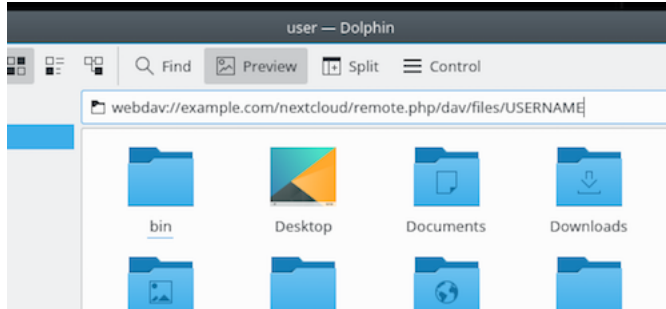 user — Dolphin
Find Preview Split Control
webdav://example.com/nextcloud/remote.php/dav/files/USERNAME
bin Desktop Documents Downloads